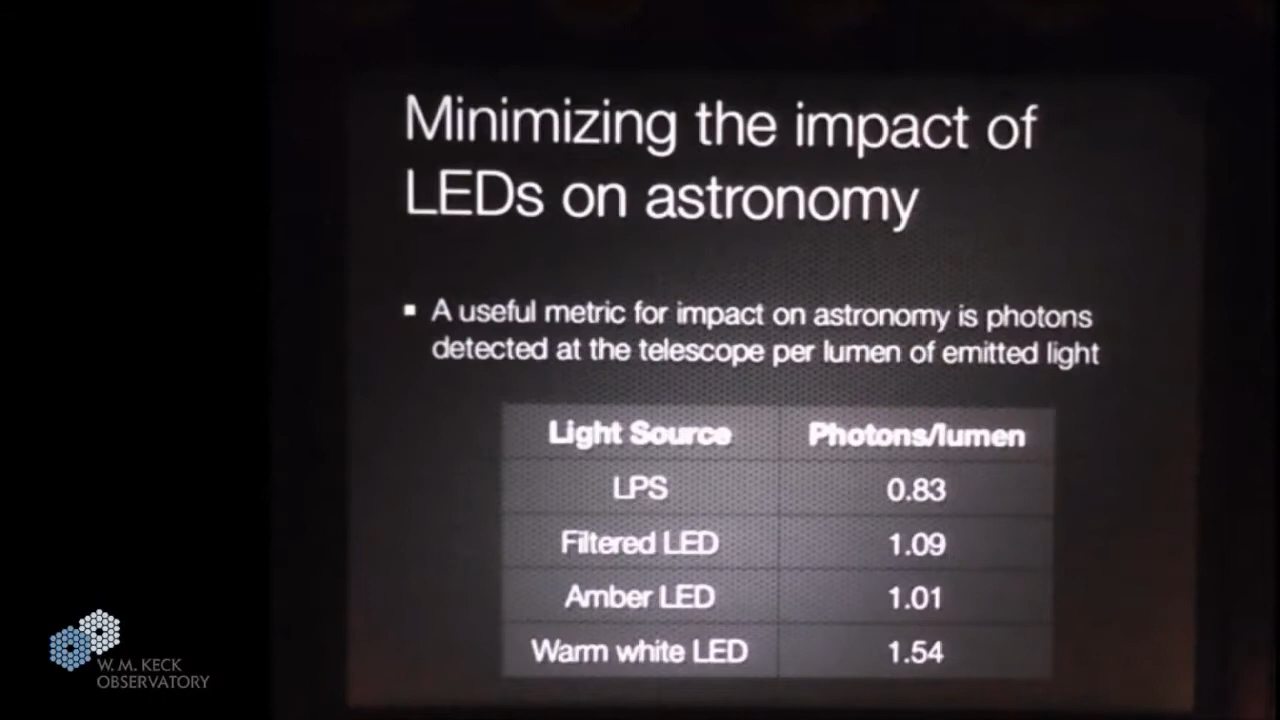 Minimizing the impact of
LEDs on astronomy
▪ A useful metric for impact on astronomy is photons
detected at the telescope per lumen of emitted light
Light Source Photons/lumen
LPS 0.83
Filtered LED 1.09
Amber LED 1.01
Warm white LED 1.54
W. M. KECK
OBSERVATORY